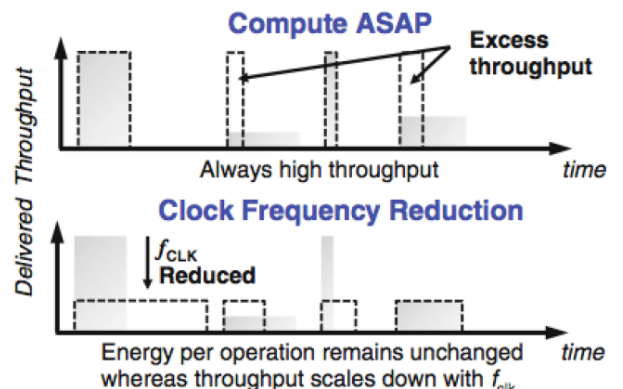 Compute ASAP
Excess
throughput
Delivered Throughput
Always high throughput
time
Clock Frequency Reduction
fCLK
Reduced
Energy per operation remains unchanged
time
whereas throughput scales down with fclk